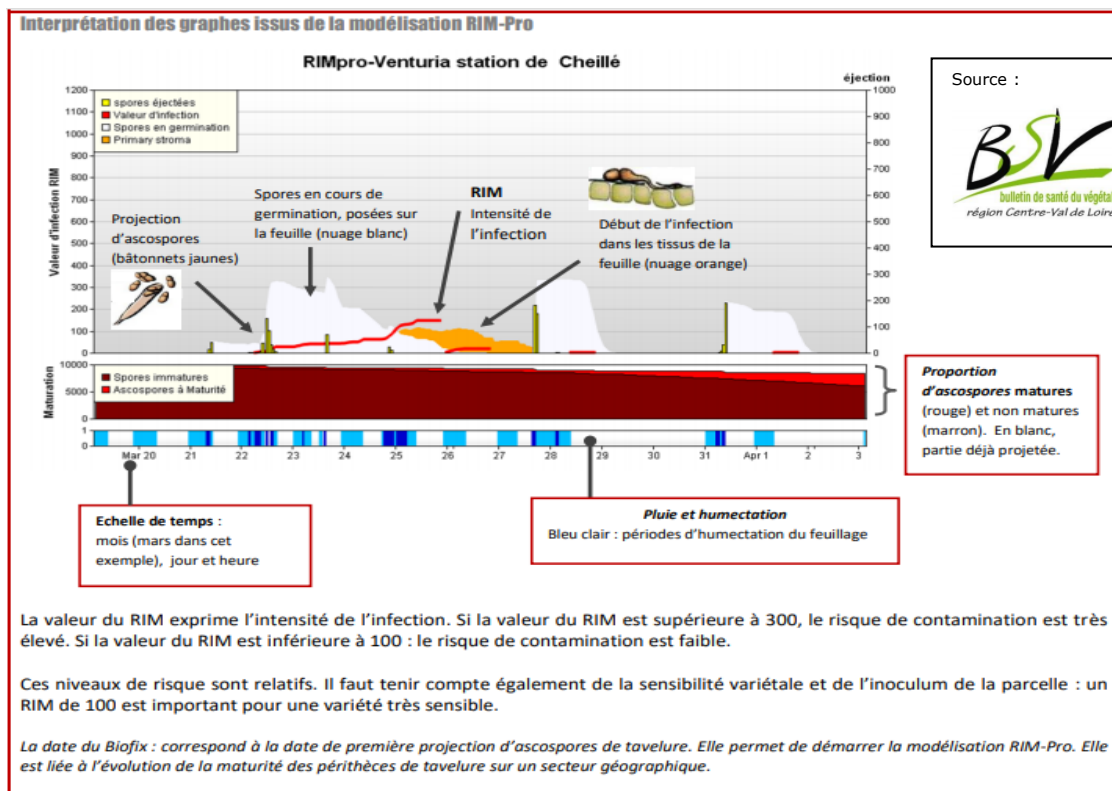 Interprétation des graphes issus de la modélisation RIM-Pro
RIMpro-Venturia station de Cheillé
éjection
1200
1100
1000
900
800
700
600
500
400
300
200
100
0
Valeur d'infection RIM
1000
900
800
700
600
500
400
300
200
100
0
spores éjectées
Valeur d'infection
Spores en germination
Primary stroma
Projection
d'ascospores
(bâtonnets jaunes)
Spores en cours de
germination, posées sur
la feuille (nuage blanc)
RIM
Intensité de
l'infection
Début de l'infection
dans les tissus de la
feuille (nuage orange)
Source :
BSV
bulletin de santé du végéta
région Centre-Val de Loire
Maturation
10000
5000
0
Spores immatures
Ascospores à Maturité
1
0
Mar 20 21 22 23 24 25 26 27 28 29 30 31 Apr 1 2 3
Proportion
d'ascospores matures
(rouge) et non matures
(marron). En blanc,
partie déjà projetée.
Echelle de temps :
mois (mars dans cet
exemple), jour et heure
Pluie et humectation
Bleu clair : périodes d'humectation du feuillage
La valeur du RIM exprime l'intensité de l'infection. Si la valeur du RIM est supérieure à 300, le risque de contamination est très
élevé. Si la valeur du RIM est inférieure à 100 : le risque de contamination est faible.
Ces niveaux de risque sont relatifs. Il faut tenir compte également de la sensibilité variétale et de l'inoculum de la parcelle : un
RIM de 100 est important pour une variété très sensible.
La date du Biofix : correspond à la date de première projection d'ascospores de tavelure. Elle permet de démarrer la modélisation RIM-Pro. Elle
est liée à l'évolution de la maturité des périthèces de tavelure sur un secteur géographique.